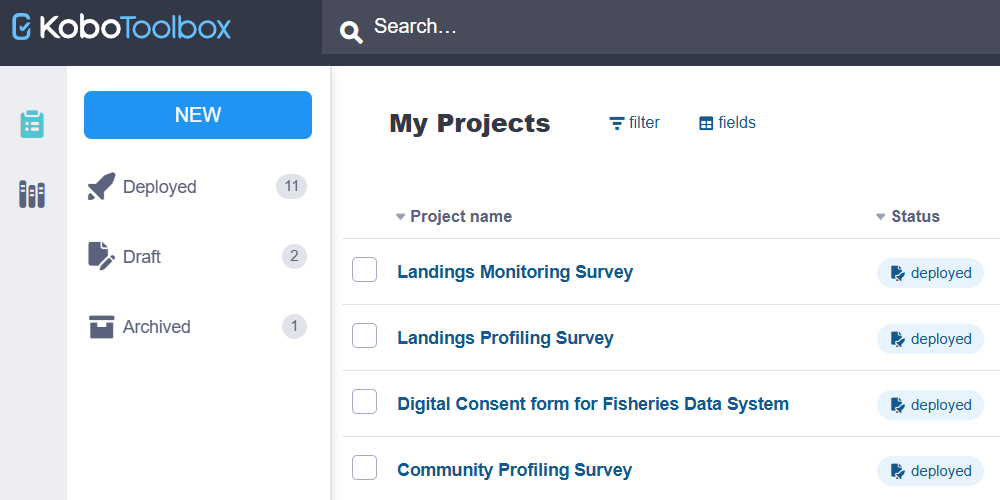 KoboToolbox
Search...
NEW
Deployed 11
Draft 2
Archived 1
My Projects filter fields
Project name Status
Landings Monitoring Survey deployed
Landings Profiling Survey deployed
Digital Consent form for Fisheries Data System deployed
Community Profiling Survey deployed